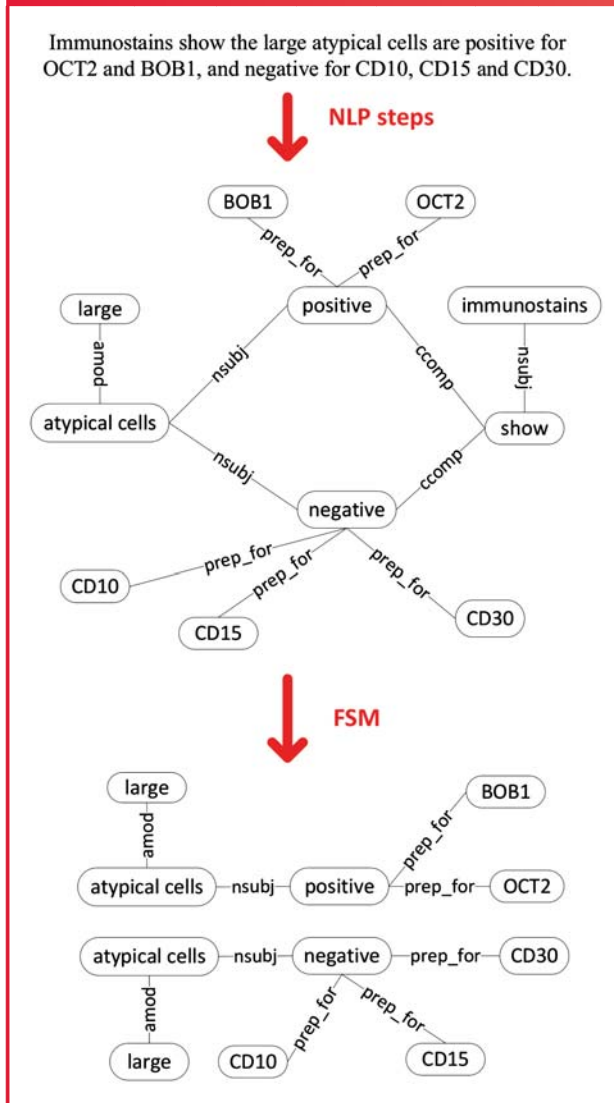 Immunostains show the large atypical cells are positive for
OCT2 and BOB1, and negative for CD10, CD15 and CD30.
NLP steps
BOB1
OCT2
prep_for
prep_for
large
positive
immunostains
amod
nsubj
ccomp
nsubj
atypical cells
show
nsubj
ccomp
negative
prep_for
prep_for
prep_for
CD10
CD15
CD30
FSM
large
BOB1
amod
prep_for
atypical cells
nsubj
positive
prep_for
OCT2
atypical cells
nsubj
negative
prep_for
CD30
amod
prep_for
prep_for
large
CD10
CD15